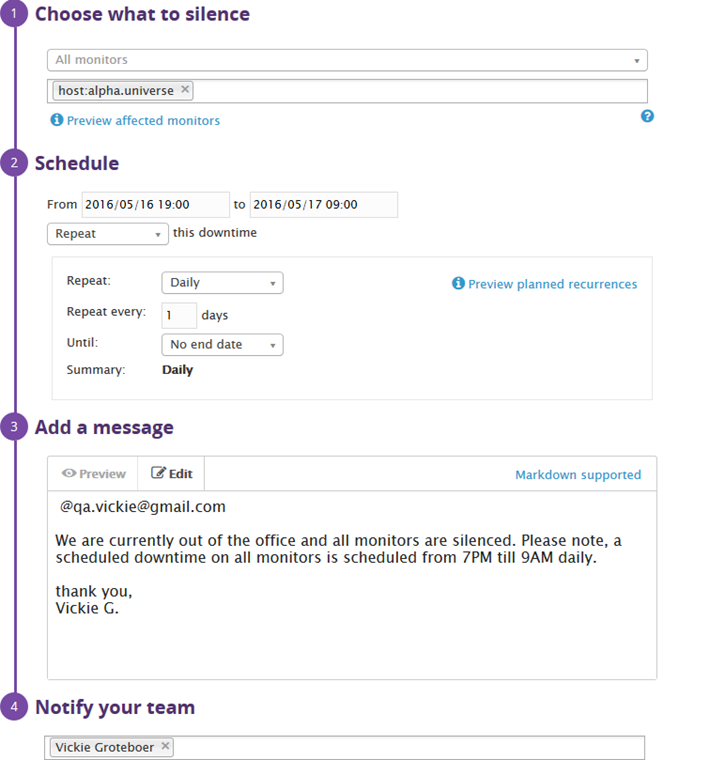 1 Choose what to silence
All monitors
host:alpha.universe ×
Preview affected monitors ?
2 Schedule
From 2016/05/16 19:00 to 2016/05/17 09:00
Repeat this downtime
Repeat: Daily Preview planned recurrences
Repeat every: 1 days
Until: No end date
Summary: Daily
3 Add a message
Preview Edit Markdown supported
@qa.vickie@gmail.com
We are currently out of the office and all monitors are silenced. Please note, a
scheduled downtime on all monitors is scheduled from 7PM till 9AM daily.
thank you,
Vickie G.
4 Notify your team
Vickie Groteboer ×